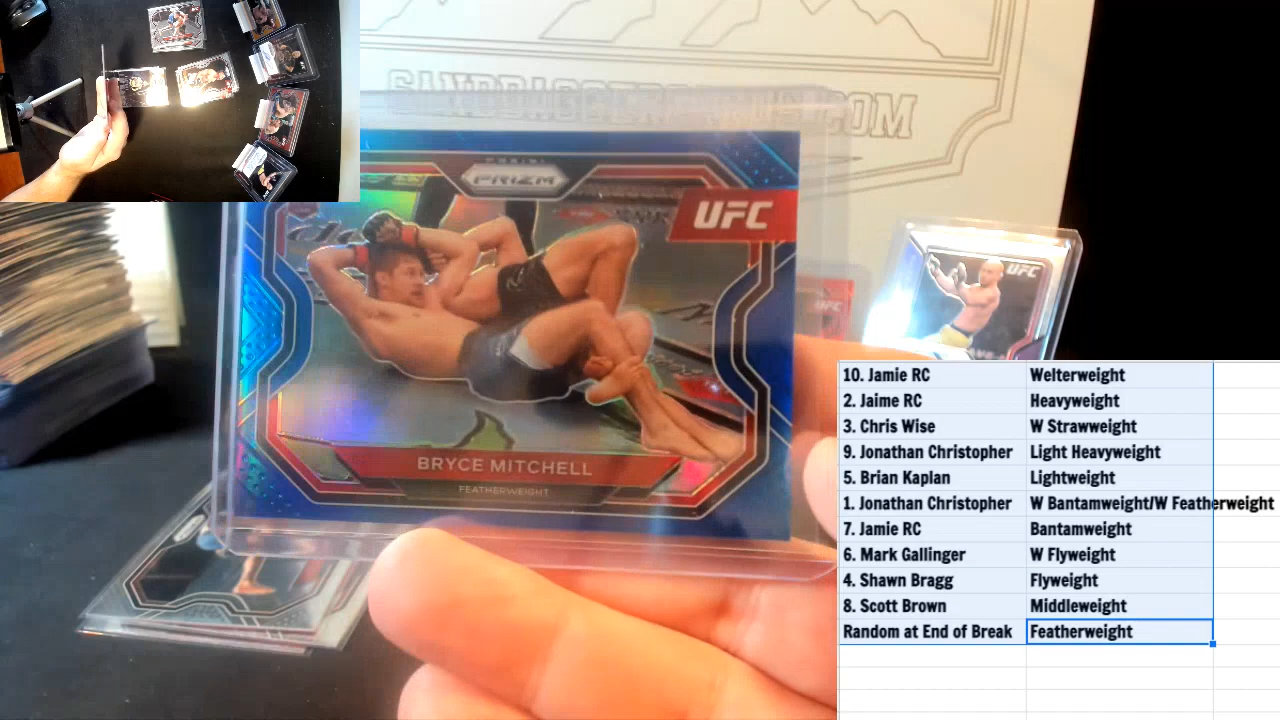 PANINI
PRIZM
UFC
BRYCE MITCHELL
FEATHERWEIGHT
UFC
10. Jamie RC Welterweight
2. Jaime RC Heavyweight
3. Chris Wise W Strawweight
9. Jonathan Christopher Light Heavyweight
5. Brian Kaplan Lightweight
1. Jonathan Christopher W Bantamweight/W Featherweight
7. Jamie RC Bantamweight
6. Mark Gallinger W Flyweight
4. Shawn Bragg Flyweight
8. Scott Brown Middleweight
Random at End of Break Featherweight